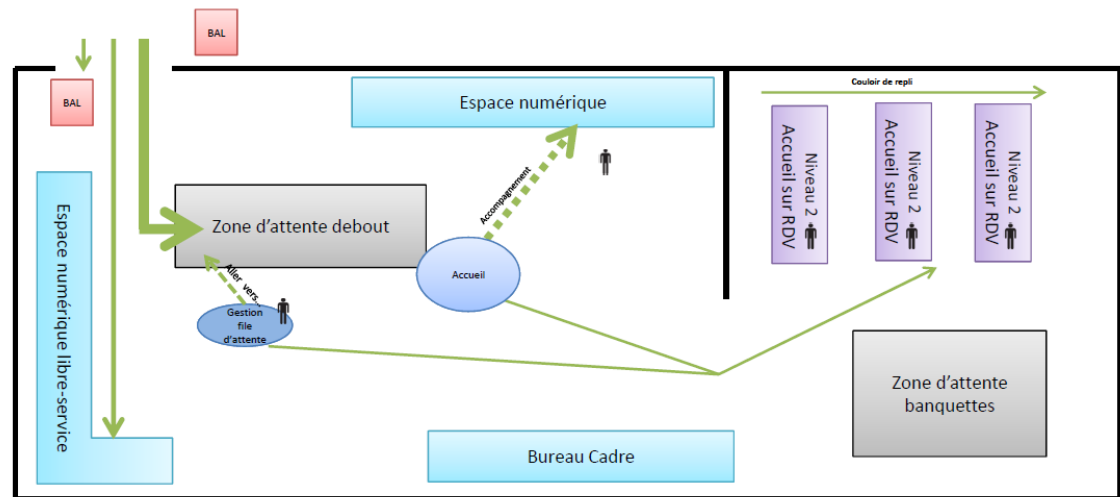 BAL
BAL
Espace numérique
Couloir de repli
Niveau 2
Accueil sur RDV
Niveau 2
Accueil sur RDV
Niveau 2
Accueil sur RDV
Espace numérique libre-service
Zone d'attente debout
Accompagnement
Accueil
Aller vers...
Gestion
file
d'attente
Zone d'attente
banquettes
Bureau Cadre